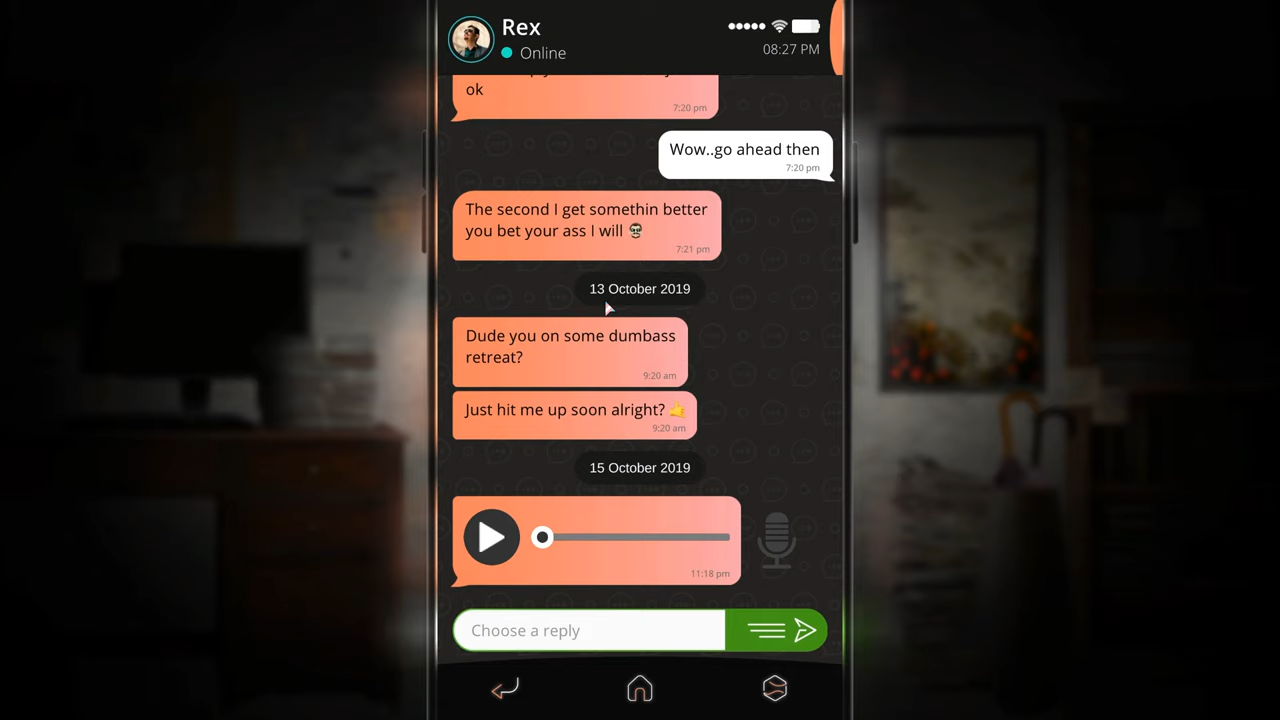 Rex
Online
08:27 PM
ok
7:20 pm
Wow..go ahead then
7:20 pm
The second I get somethin better
you bet your ass I will
7:21 pm
13 October 2019
Dude you on some dumbass
retreat?
9:20 am
Just hit me up soon alright?
9:20 am
15 October 2019
11:18 pm
Choose a reply